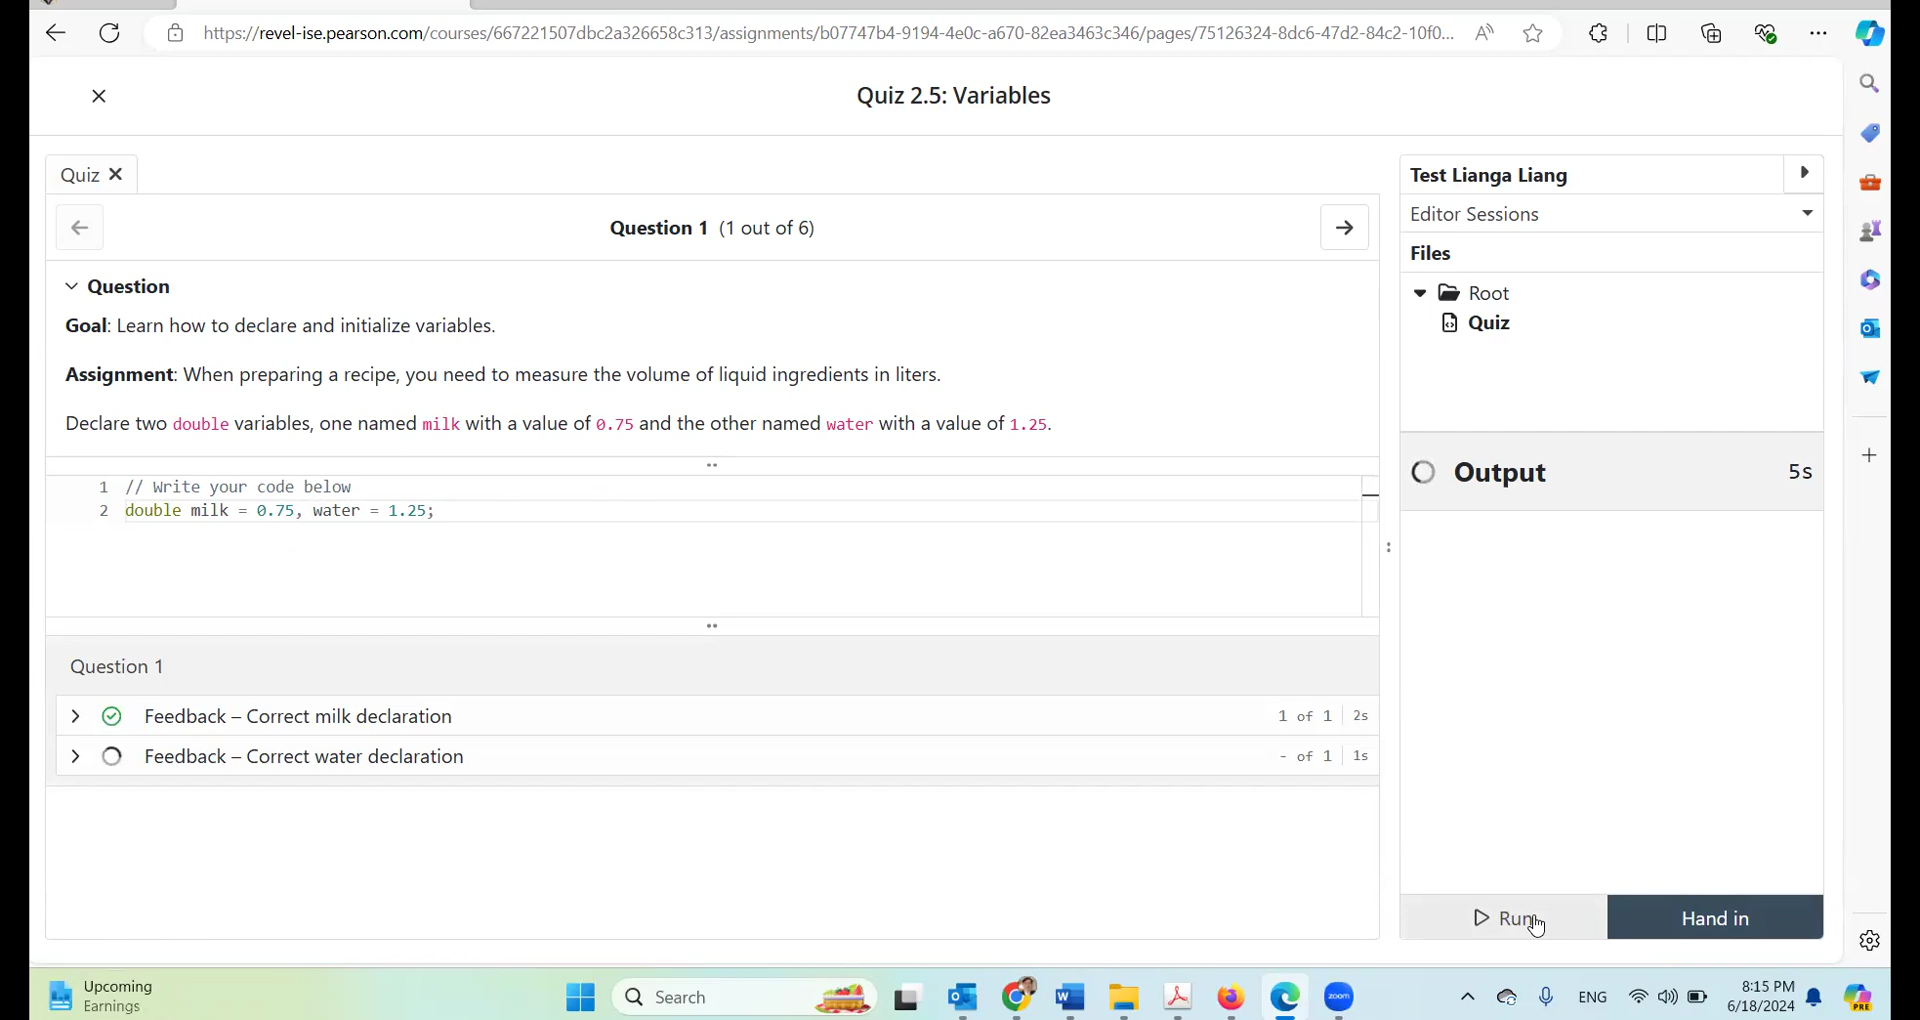 https://revel-ise.pearson.com/courses/667221507dbc2a326658c313/assignments/b07747b4-9194-4e0c-a670-82ea3463c346/pages/75126324-8dc6-47d2-84c2-10f0...
Quiz 2.5: Variables
Quiz
Question 1 (1 out of 6)
Question
Goal: Learn how to declare and initialize variables.
Assignment: When preparing a recipe, you need to measure the volume of liquid ingredients in liters.
Declare two double variables, one named milk with a value of 0.75 and the other named water with a value of 1.25.
1 // Write your code below
2 double milk = 0.75, water = 1.25;
Question 1
Feedback – Correct milk declaration 1 of 1 2s
Feedback – Correct water declaration - of 1 1s
Test Lianga Liang
Editor Sessions
Files
Root
Quiz
Output 5s
Run
Hand in
Upcoming
Earnings
Search
zoom
ENG
8:15 PM
6/18/2024
PRE